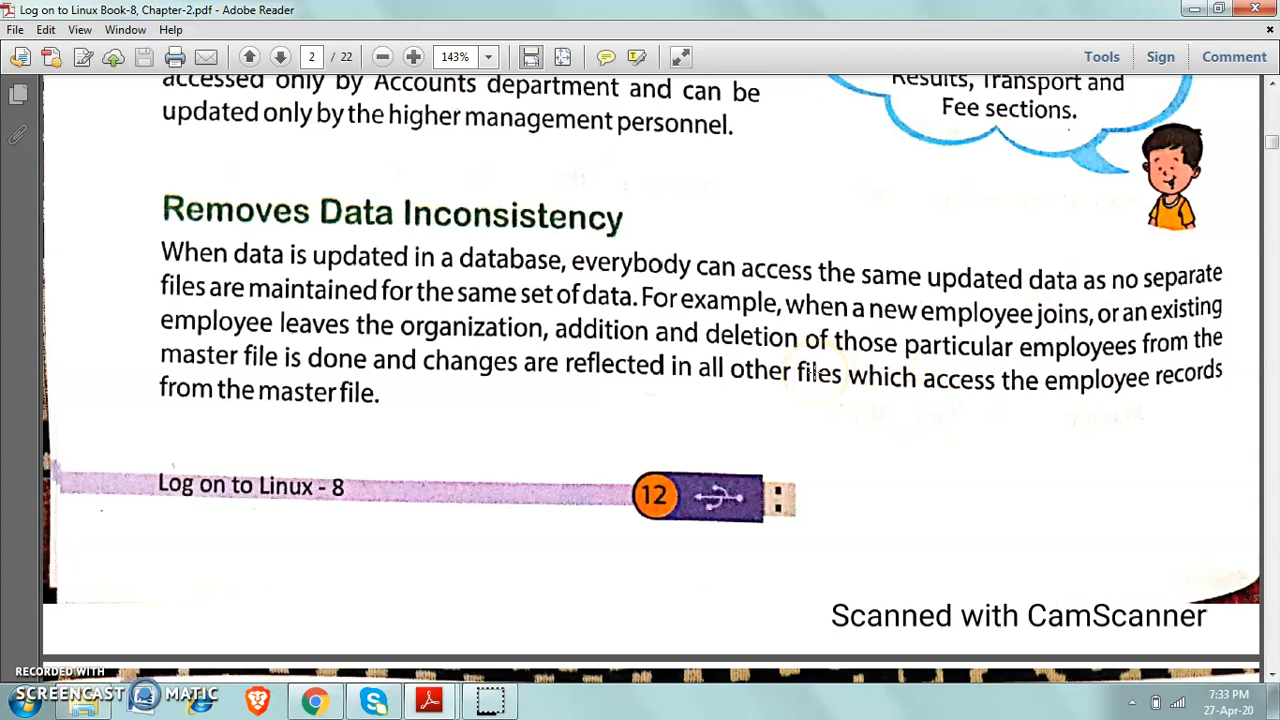 Log on to Linux Book-8, Chapter-2.pdf - Adobe Reader
File Edit View Window Help
2 / 22 143% Tools Sign Comment
accessed only by Accounts department and can be
updated only by the higher management personnel.
Results, Transport and
Fee sections.
Removes Data Inconsistency
When data is updated in a database, everybody can access the same updated data as no separate
files are maintained for the same set of data. For example, when a new employee joins, or an existing
employee leaves the organization, addition and deletion of those particular employees from the
master file is done and changes are reflected in all other files which access the employee records
from the master file.
Log on to Linux - 8
12
Scanned with CamScanner
RECORDED WITH
SCREENCAST MATIC
7:33 PM
27-Apr-20